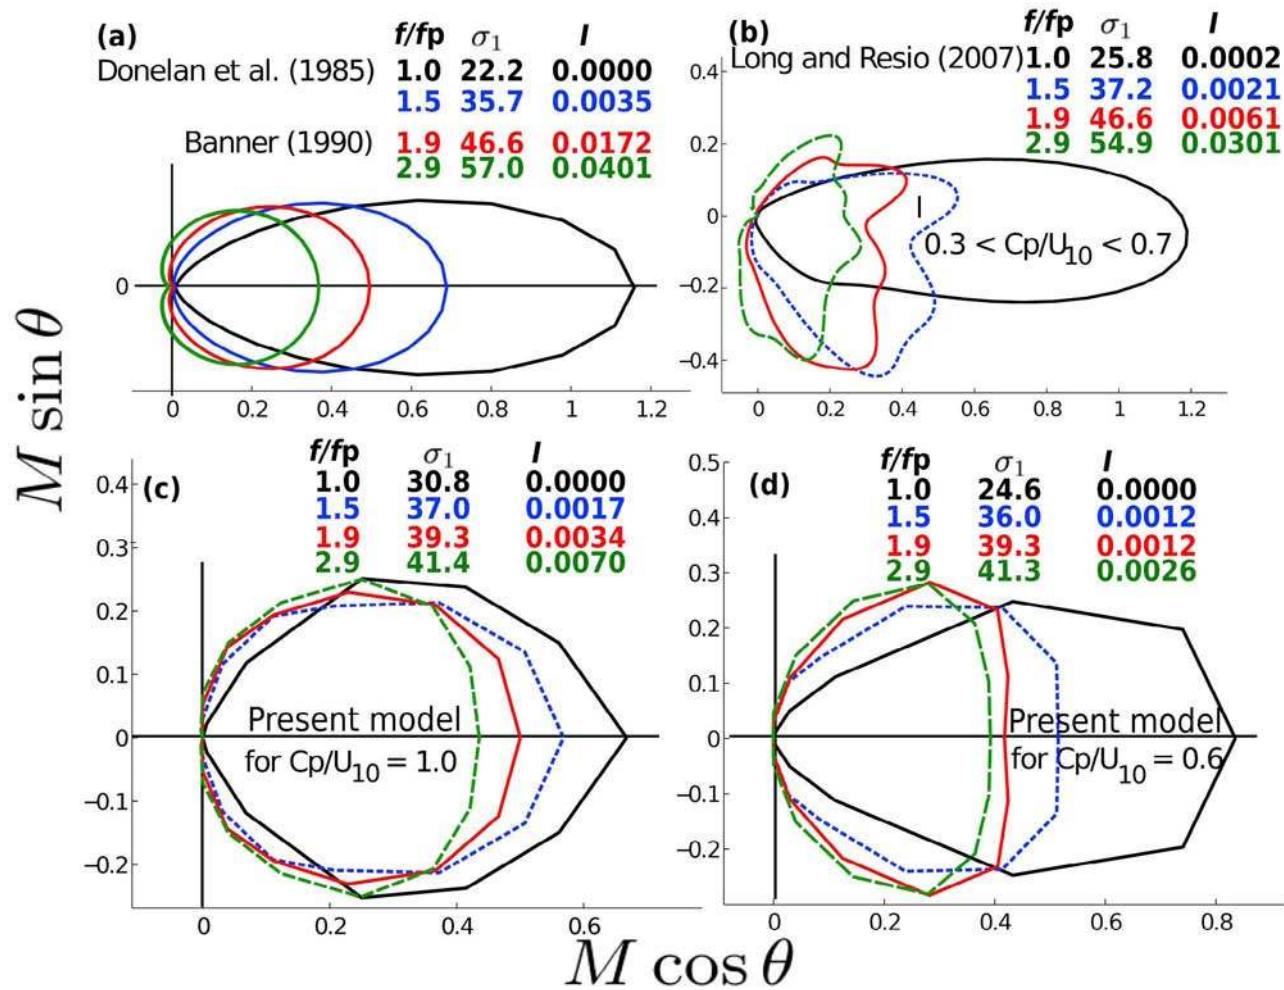 (a) f/fp σ₁ I
Donelan et al. (1985) 1.0 22.2 0.0000
1.5 35.7 0.0035
Banner (1990) 1.9 46.6 0.0172
2.9 57.0 0.0401
0
0 0.2 0.4 0.6 0.8 1 1.2
(b) f/fp σ₁ I
Long and Resio (2007) 1.0 25.8 0.0002
1.5 37.2 0.0021
1.9 46.6 0.0061
2.9 54.9 0.0301
0.4
0.2
0
−0.2
−0.4
I
0.3 < Cp/U₁₀ < 0.7
0 0.2 0.4 0.6 0.8 1 1.2
M sin θ
(c) f/fp σ₁ I
1.0 30.8 0.0000
1.5 37.0 0.0017
1.9 39.3 0.0034
2.9 41.4 0.0070
0.4
0.3
0.2
0.1
0
−0.1
−0.2
Present model
for Cp/U₁₀ = 1.0
0 0.2 0.4 0.6
(d) f/fp σ₁ I
1.0 24.6 0.0000
1.5 36.0 0.0012
1.9 39.3 0.0012
2.9 41.3 0.0026
0.5
0.4
0.3
0.2
0.1
0
−0.1
−0.2
Present model
for Cp/U₁₀ = 0.6
0 0.2 0.4 0.6 0.8
M cos θ